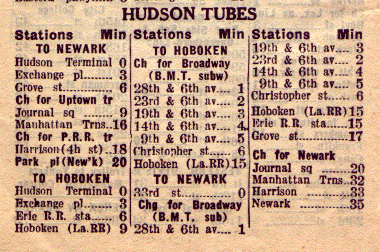 HUDSON TUBES
Stations Min
TO NEWARK
Hudson Terminal 0
Exchange pl. 3
Grove st. 6
Ch for Uptown tr
Journal sq 9
Manhattan Trns. 16
Ch for P.R.R. tr
Harrison (4th st) 18
Park pl (New'k) 20
TO HOBOKEN
Hudson Terminal 0
Exchange pl. 3
Erie R.R. sta. 6
Hoboken (La.RR) 9
Stations Min
TO HOBOKEN
Ch for Broadway
(B.M.T. subw)
28th & 6th av. 1
23rd & 6th av. 2
19th & 6th av. 3
14th & 6th av. 4
9th & 6th av. 5
Christopher st. 6
Hoboken (La.RR) 15
TO NEWARK
33rd st. 0
Chg for Broadway
(B.M.T. sub)
28th & 6th av. 1
Stations Min
19th & 6th av. 3
23rd & 6th av. 2
14th & 6th av. 4
9th & 6th av. 5
Christopher st. 6
Hoboken (La.RR) 15
Erie R.R. sta. 15
Grove st. 17
Ch for Newark
Journal sq 20
Manhattan Trns. 32
Harrison 33
Newark 35